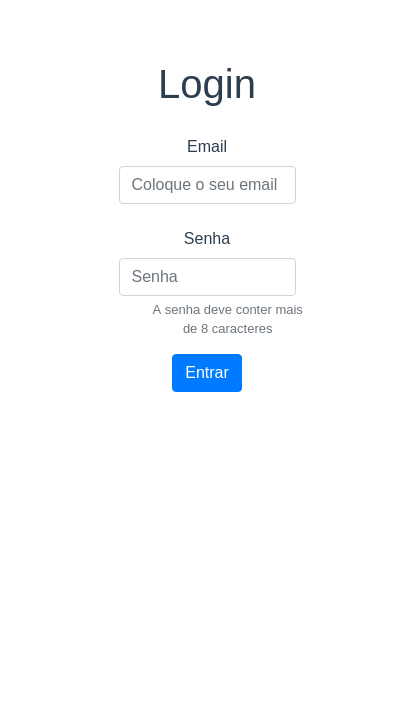 Login
Email
Coloque o seu email
Senha
Senha
A senha deve conter mais
de 8 caracteres
Entrar